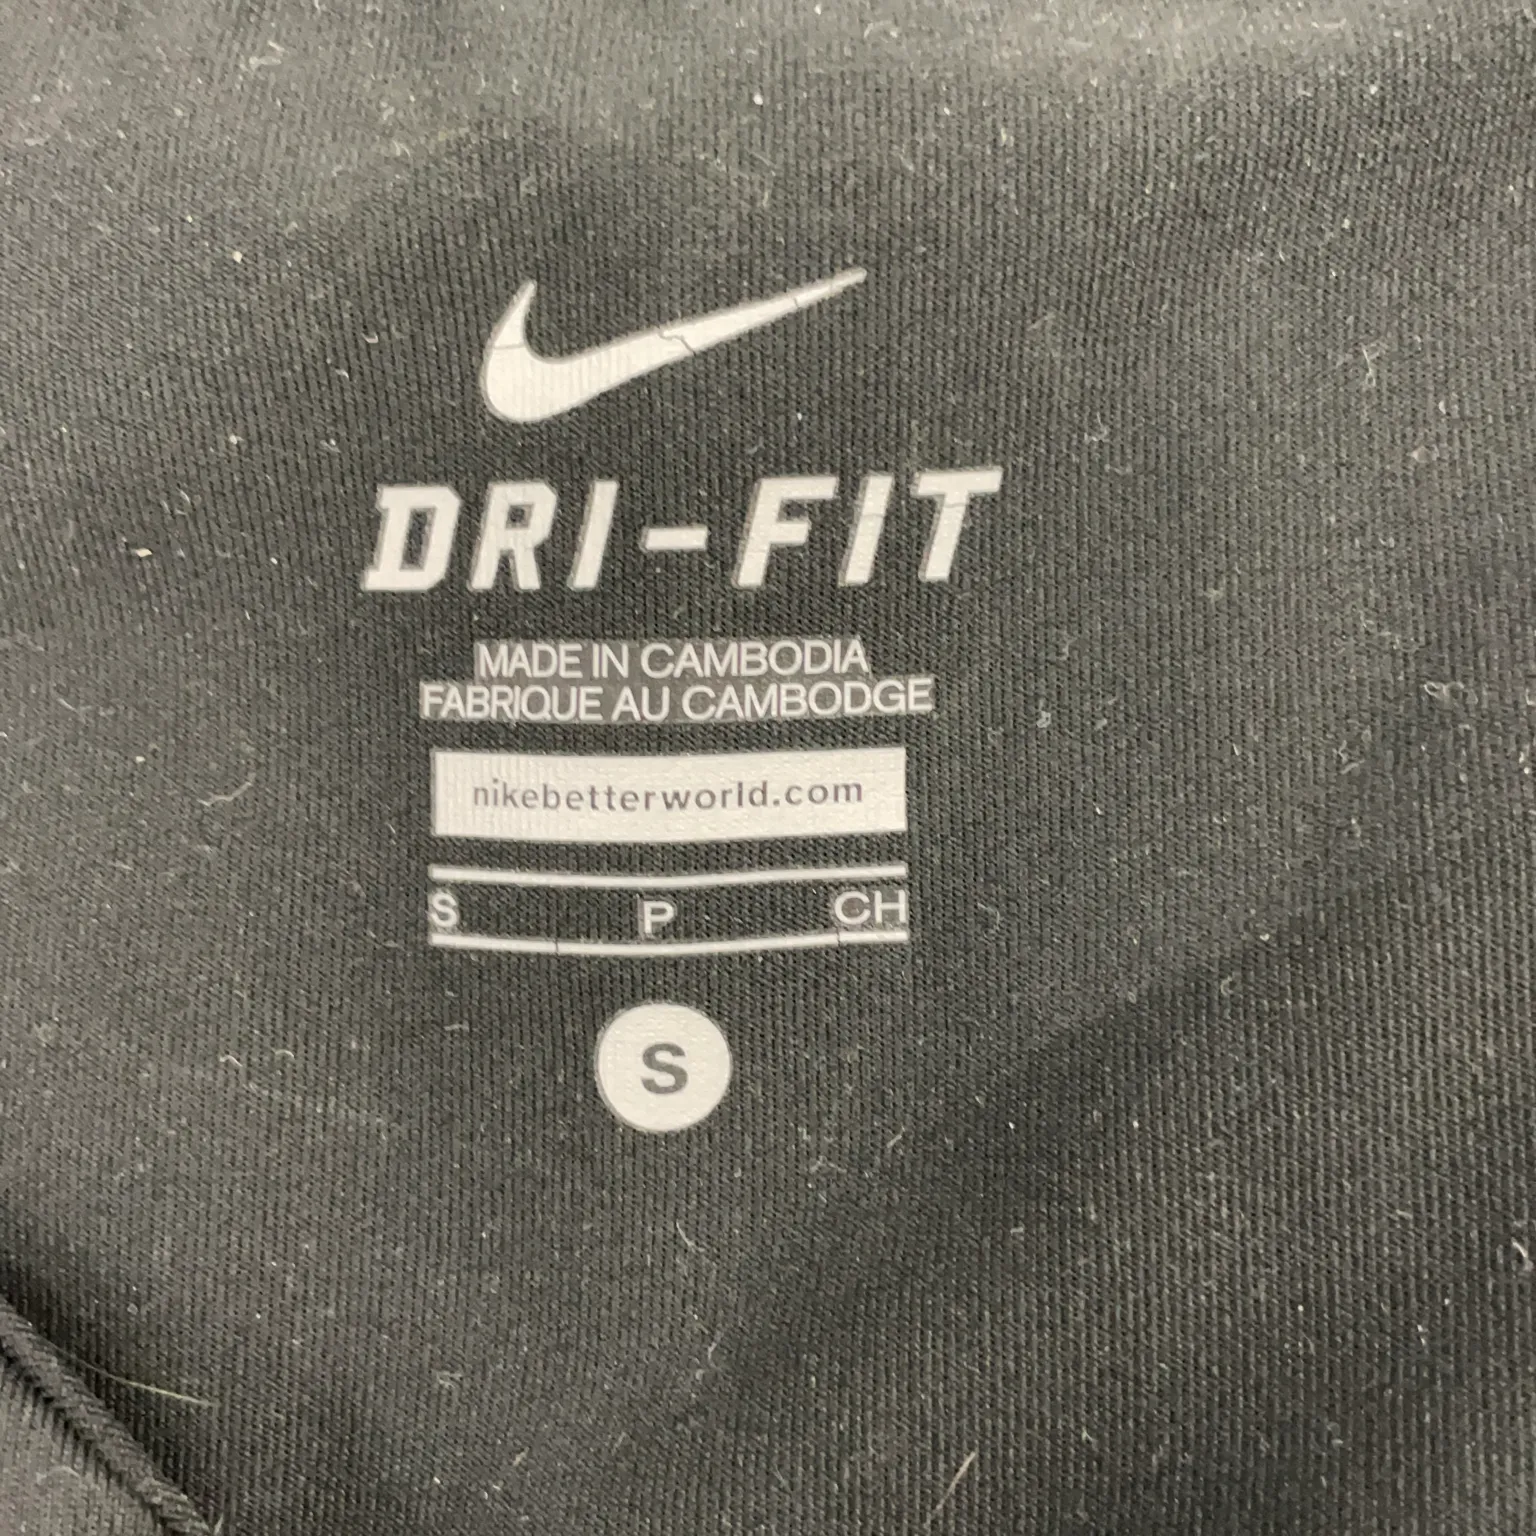 DRI-FIT
MADE IN CAMBODIA
FABRIQUE AU CAMBODGE
nikebetterworld.com
S P CH
S